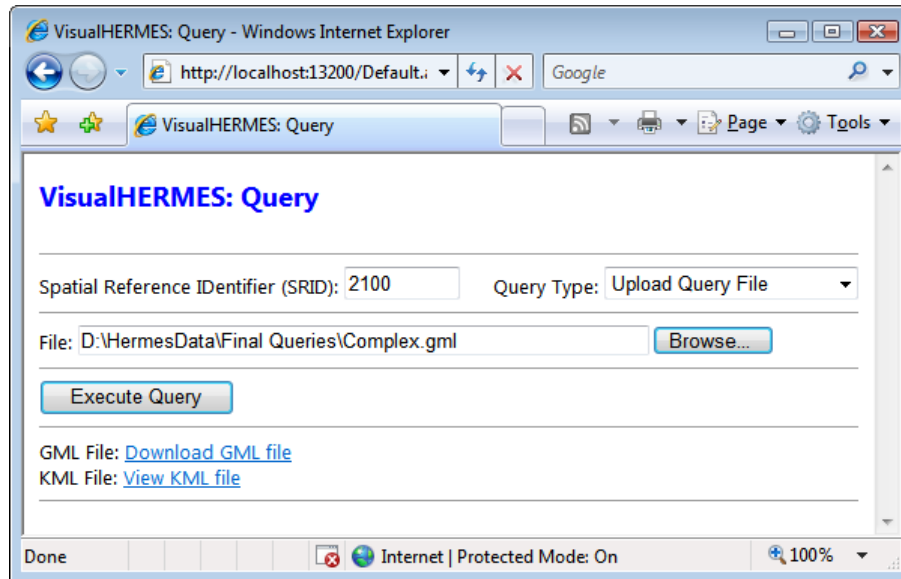 VisualHERMES: Query - Windows Internet Explorer
http://localhost:13200/Default.a
Google
VisualHERMES: Query
Page
Tools
VisualHERMES: Query
Spatial Reference IDentifier (SRID): 2100 Query Type: Upload Query File
File: D:\HermesData\Final Queries\Complex.gml Browse...
Execute Query
GML File: Download GML file
KML File: View KML file
Done Internet | Protected Mode: On 100%